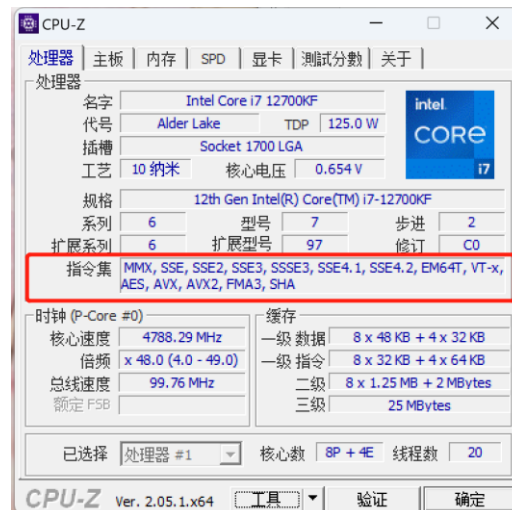 CPU-Z
处理器 主板 内存 SPD 显卡 測試分數 关于
处理器
名字 Intel Core i7 12700KF
代号 Alder Lake TDP 125.0 W
插槽 Socket 1700 LGA
工艺 10 纳米 核心电压 0.654 V
intel.
CORE
i7
规格 12th Gen Intel(R) Core(TM) i7-12700KF
系列 6 型号 7 步进 2
扩展系列 6 扩展型号 97 修订 C0
指令集 MMX, SSE, SSE2, SSE3, SSSE3, SSE4.1, SSE4.2, EM64T, VT-x,
AES, AVX, AVX2, FMA3, SHA
时钟 (P-Core #0)
核心速度 4788.29 MHz
倍频 x 48.0 (4.0 - 49.0)
总线速度 99.76 MHz
额定 FSB
缓存
一级 数据 8 x 48 KB + 4 x 32 KB
一级 指令 8 x 32 KB + 4 x 64 KB
二级 8 x 1.25 MB + 2 MBytes
三级 25 MBytes
已选择 处理器 #1 核心数 8P + 4E 线程数 20
CPU-Z Ver. 2.05.1.x64 工具 验证 确定